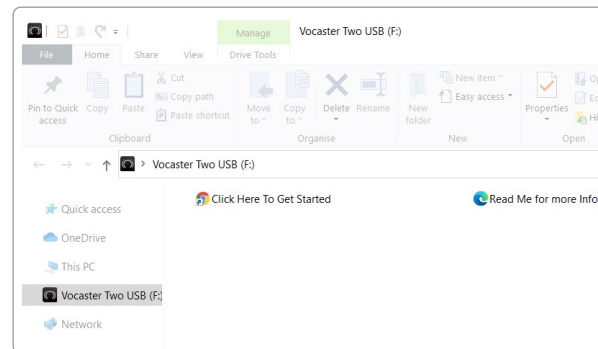 Manage
Vocaster Two USB (F:)
File
Home
Share
View
Drive Tools
Pin to Quick access
Copy
Paste
Cut
Copy path
Paste shortcut
Clipboard
Move to
Copy to
Delete
Rename
Organise
New folder
New item
Easy access
New
Properties
Op
Ed
Hi
Open
Vocaster Two USB (F:)
Quick access
OneDrive
This PC
Vocaster Two USB (F:)
Network
Click Here To Get Started
Read Me for more Info